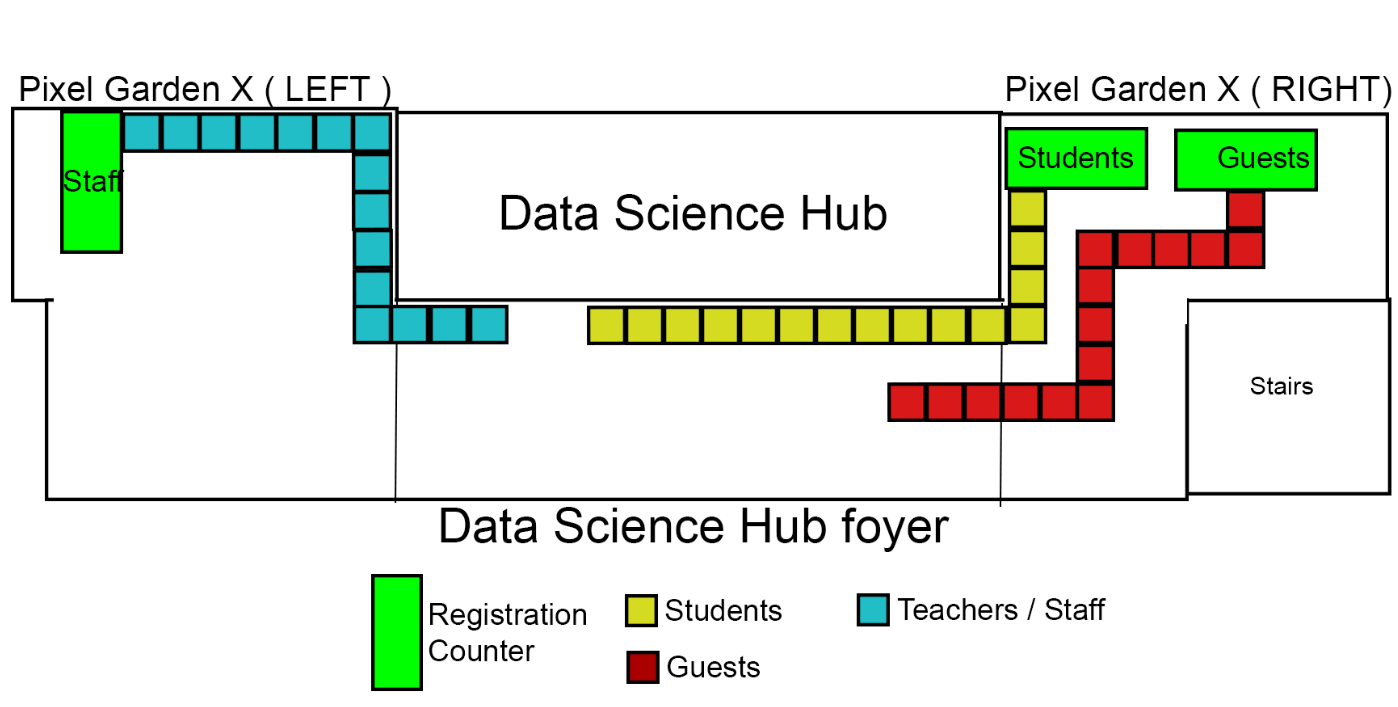 Pixel Garden X ( LEFT )
Pixel Garden X ( RIGHT)
Staff
Data Science Hub
Students
Guests
Stairs
Data Science Hub foyer
Registration
Counter
Students
Teachers / Staff
Guests